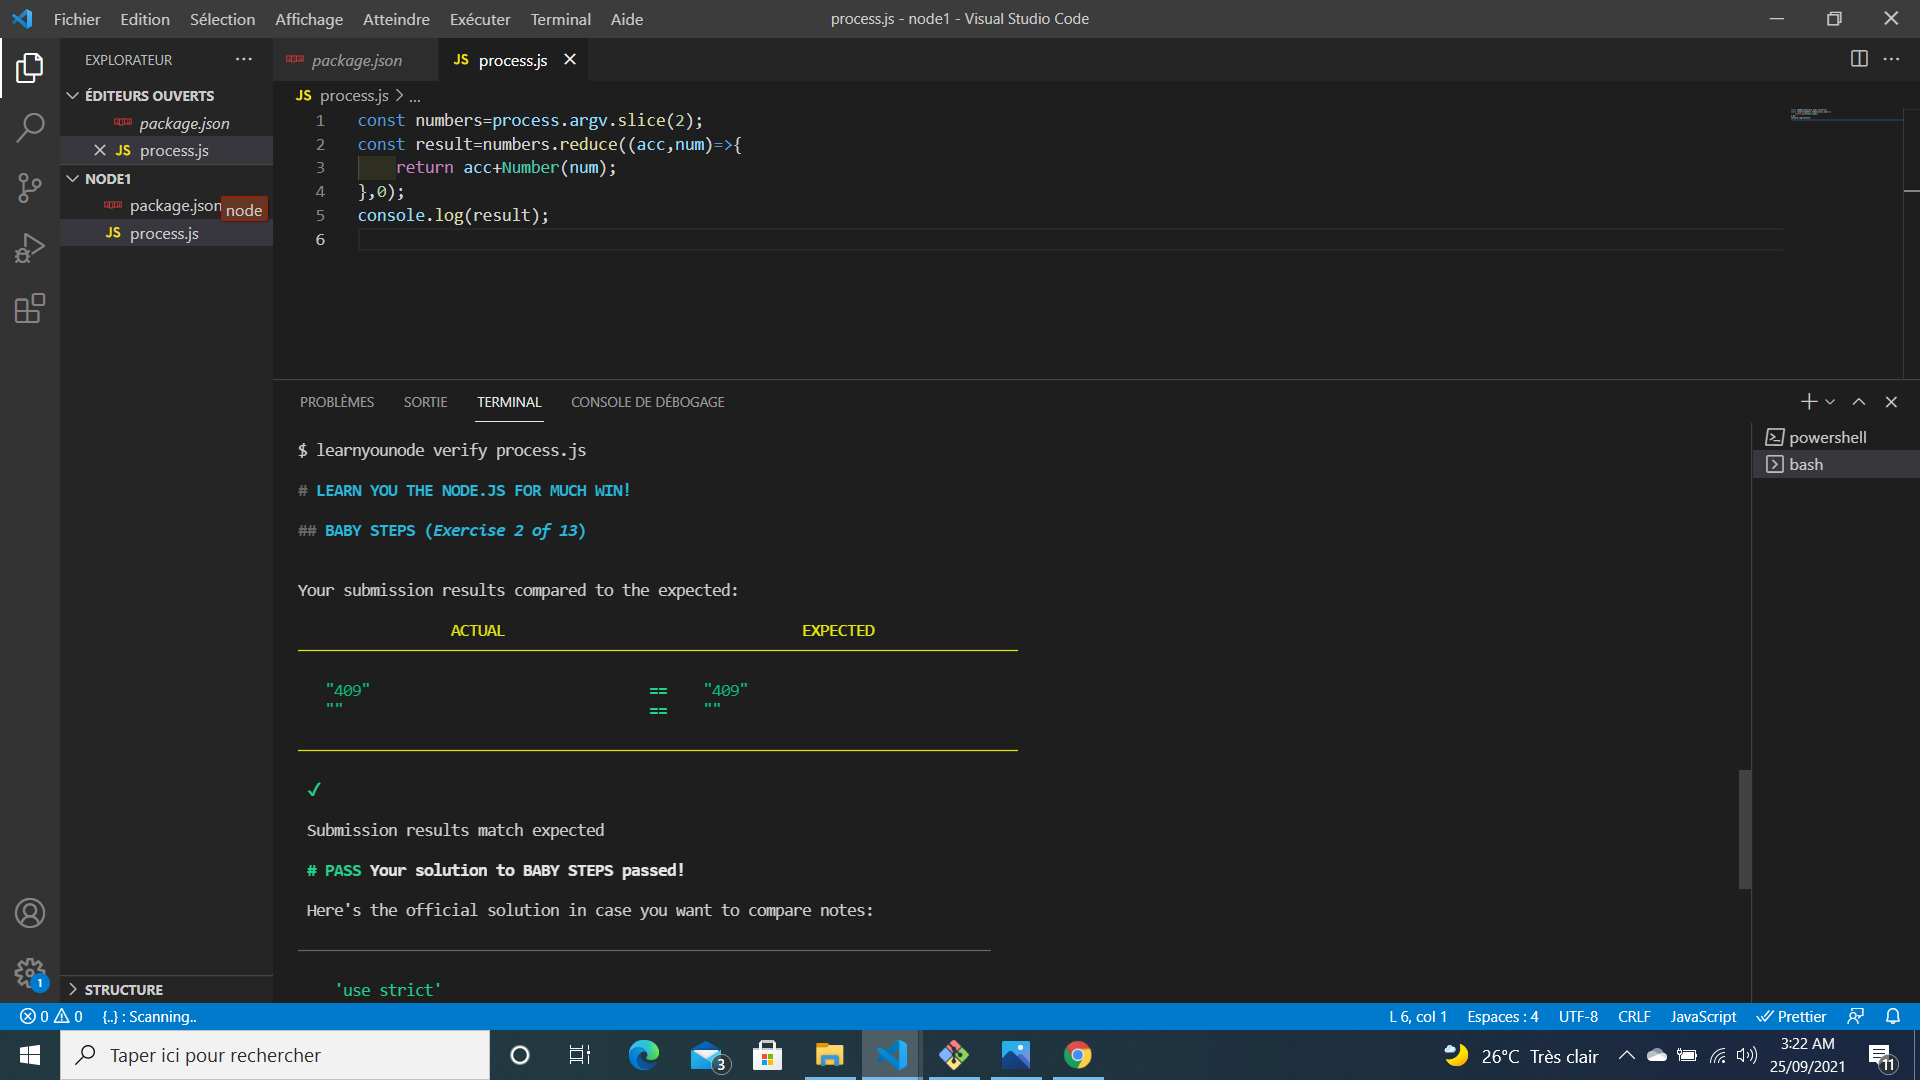 Fichier Edition Sélection Affichage Atteindre Exécuter Terminal Aide
process.js - node1 - Visual Studio Code
EXPLORATEUR
ÉDITEURS OUVERTS
package.json
process.js
NODE1
package.json
node
process.js
STRUCTURE
package.json
JS process.js
JS process.js > ...
1 const numbers=process.argv.slice(2);
2 const result=numbers.reduce((acc,num)=>{
3 return acc+Number(num);
4 },0);
5 console.log(result);
6
PROBLÈMES SORTIE TERMINAL CONSOLE DE DÉBOGAGE
powershell
bash
$ learnyounode verify process.js
# LEARN YOU THE NODE.JS FOR MUCH WIN!
## BABY STEPS (Exercise 2 of 13)
Your submission results compared to the expected:
ACTUAL EXPECTED
"409" == "409"
"" == ""
✓
Submission results match expected
# PASS Your solution to BABY STEPS passed!
Here's the official solution in case you want to compare notes:
'use strict'
1
0 0 {..} : Scanning..
L 6, col 1 Espaces : 4 UTF-8 CRLF JavaScript Prettier
Taper ici pour rechercher
3
26°C Très clair
3:22 AM
25/09/2021
11